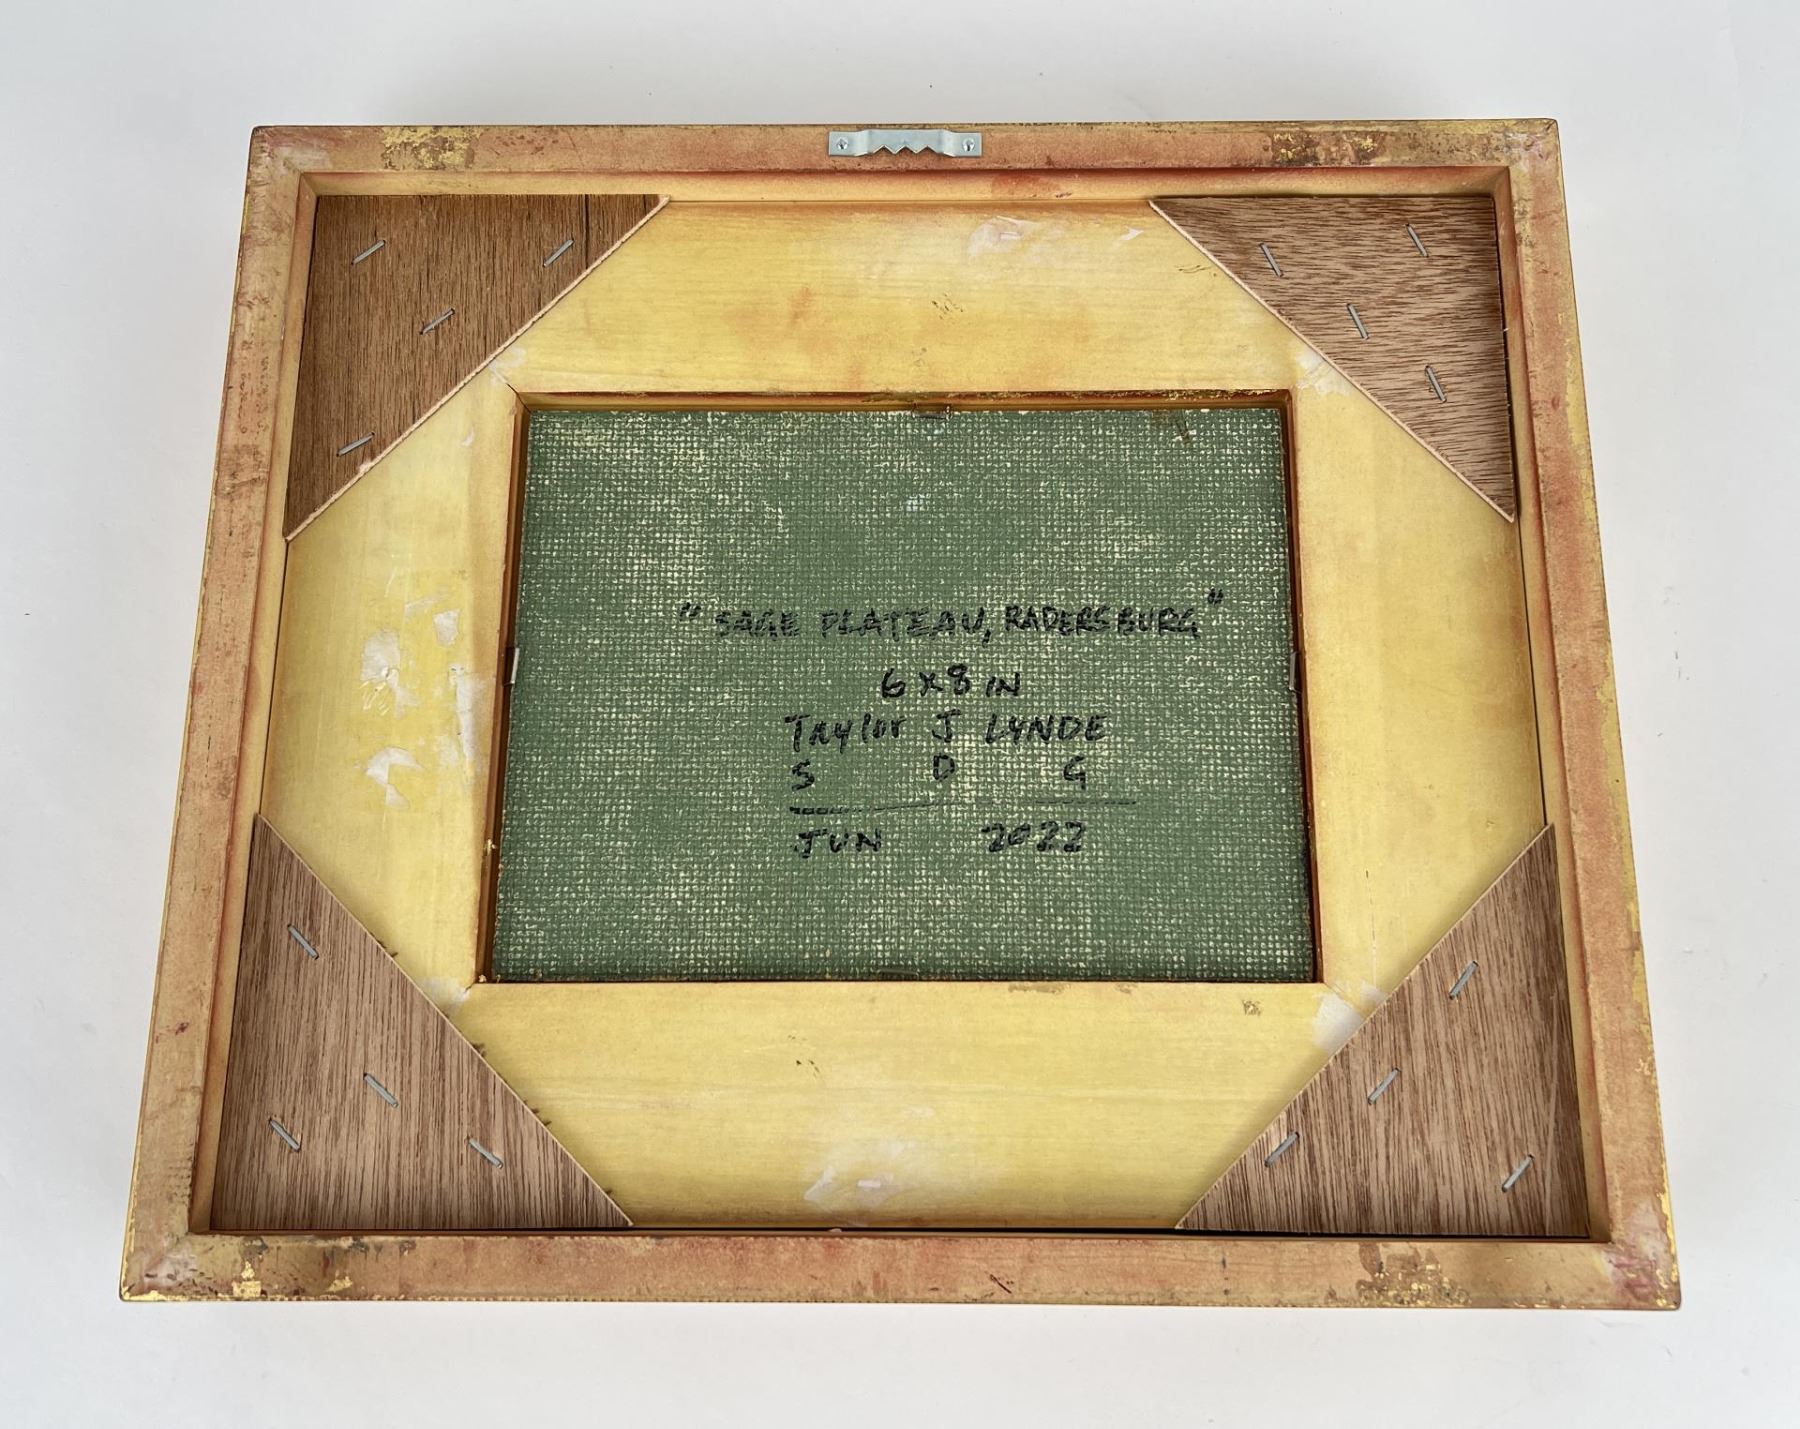 "SAGE PLATEAU, RADERSBURG"
6x8 IN
Taylor J LYNDE
S D G
JUN 2022